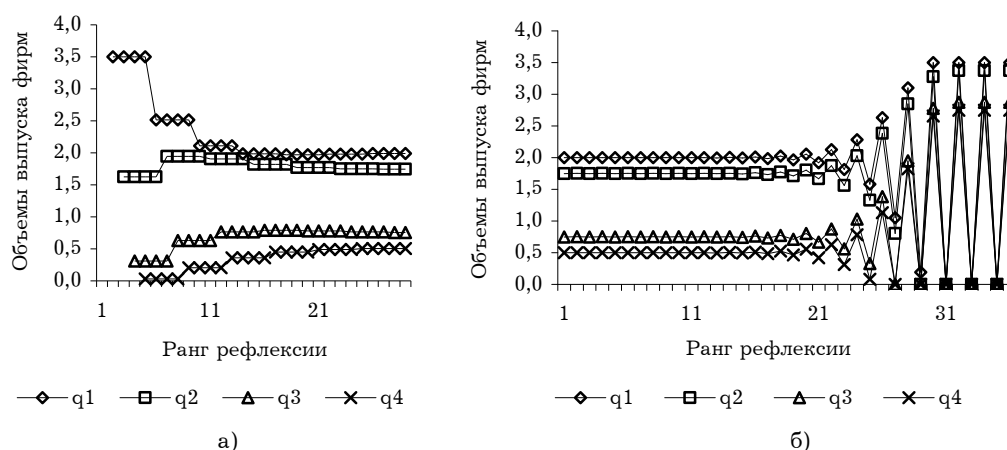 Объемы выпуска фирм
4,0
3,5
3,0
2,5
2,0
1,5
1,0
0,5
0,0
1 11 21
Ранг рефлексии
q1 q2 q3 q4
а)
Объемы выпуска фирм
4,0
3,5
3,0
2,5
2,0
1,5
1,0
0,5
0,0
1 11 21 31
Ранг рефлексии
q1 q2 q3 q4
б)